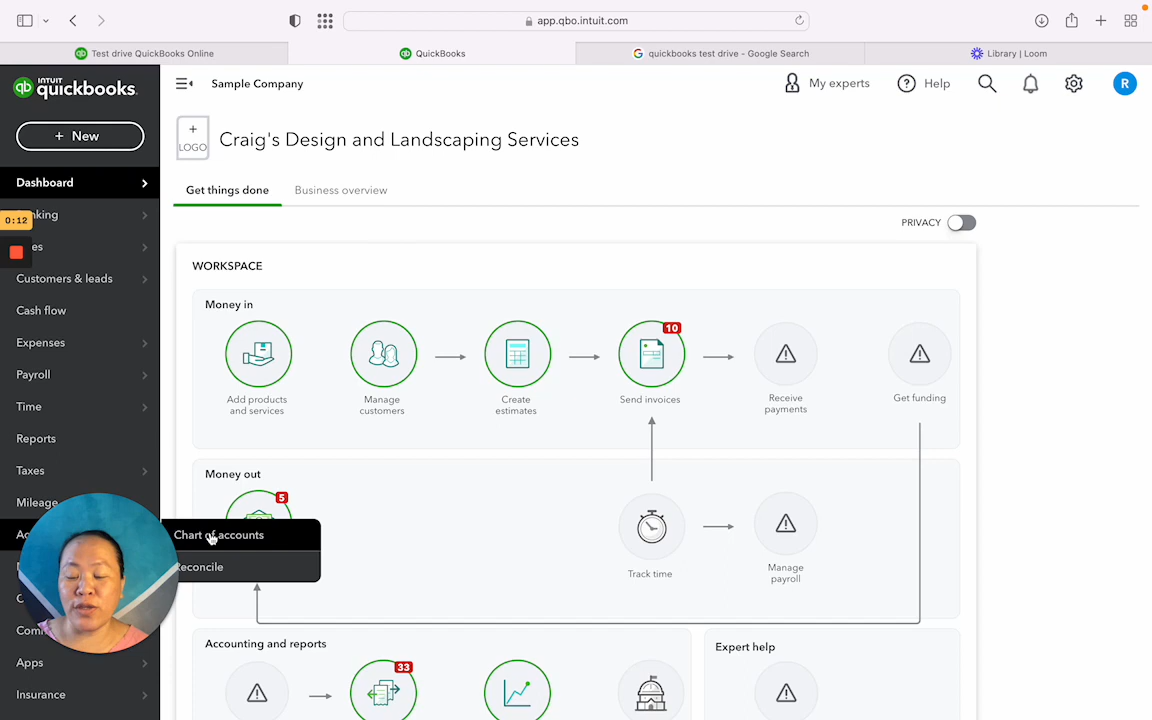 app.qbo.intuit.com
Test drive QuickBooks Online
QuickBooks
quickbooks test drive – Google Search
Library | Loom
INTUIT
quickbooks.
Sample Company
My experts
Help
R
+ New
+
LOGO
Craig's Design and Landscaping Services
Dashboard
Get things done
Business overview
0:12
PRIVACY
Customers & leads
Cash flow
Expenses
Payroll
Time
Reports
Taxes
Mileage
Chart of accounts
Reconcile
Apps
Insurance
WORKSPACE
Money in
10
Add products
and services
Manage
customers
Create
estimates
Send invoices
Receive
payments
Get funding
Money out
5
Track time
Manage
payroll
Accounting and reports
33
Expert help